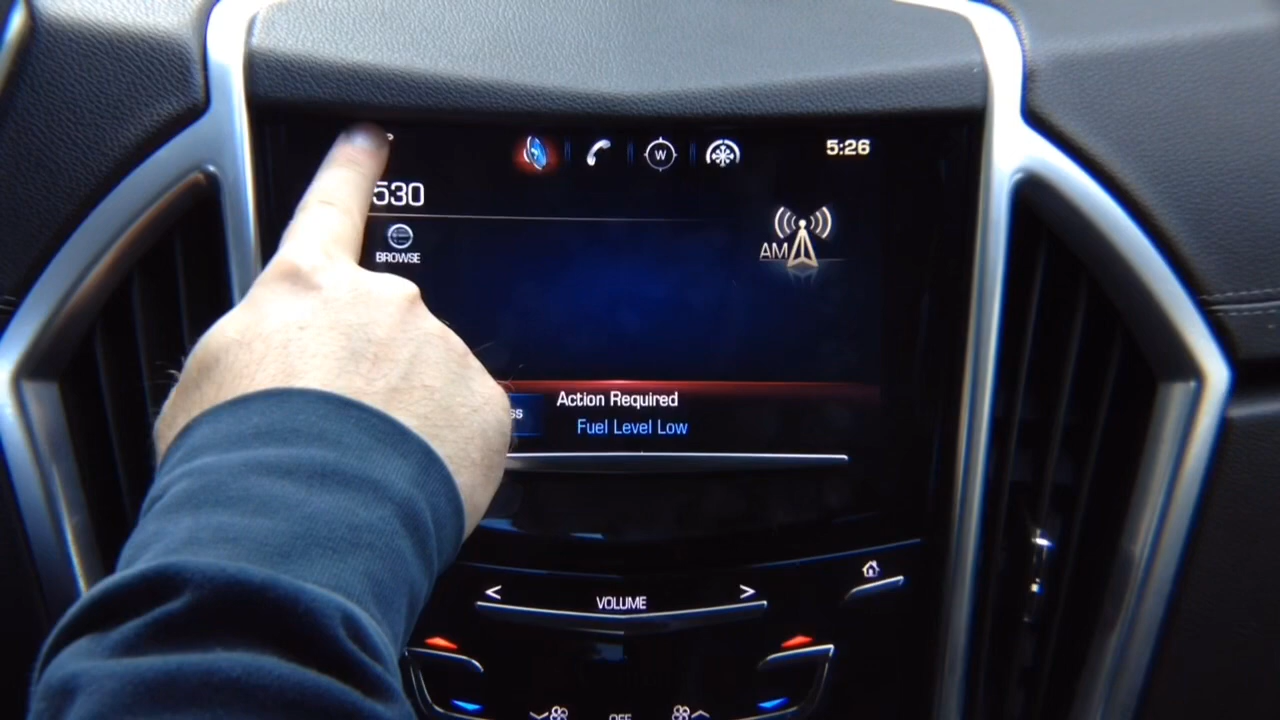 W
5:26
530
BROWSE
AM
Action Required
Fuel Level Low
< VOLUME >
OFF